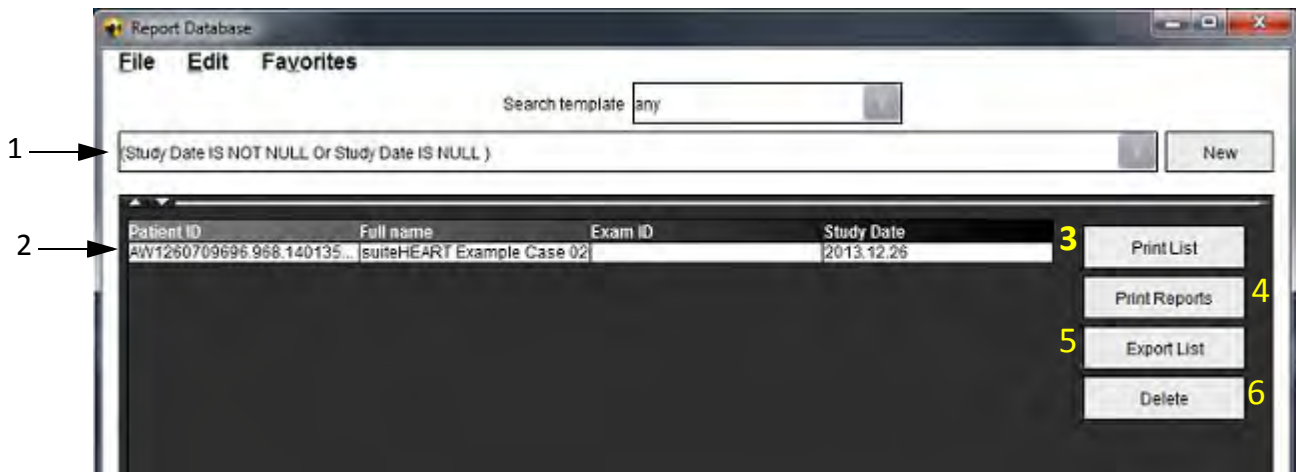 Report Database
File Edit Favorites
Search template any
1
(Study Date IS NOT NULL Or Study Date IS NULL )
New
Patient ID Full name Exam ID Study Date
2
AW1260709696.968.140135... suiteHEART Example Case 02 2013.12.26
3
Print List
Print Reports
4
5
Export List
Delete
6